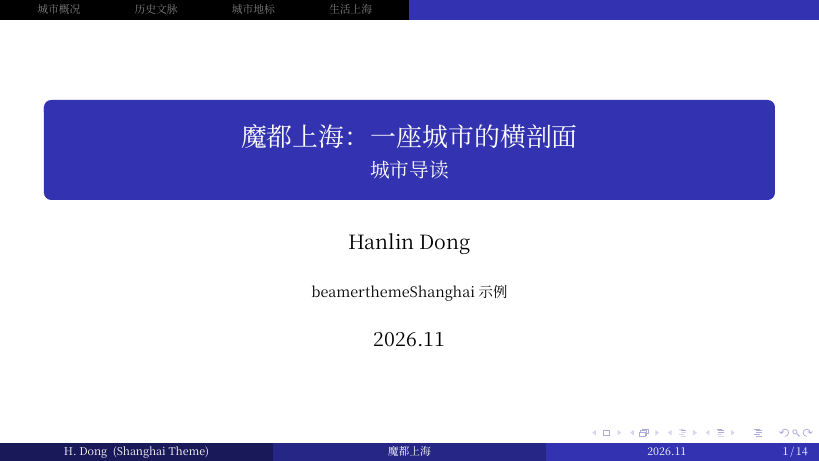 城市概况 历史文脉 城市地标 生活上海
魔都上海：一座城市的横剖面
城市导读
Hanlin Dong
beamerthemeShanghai 示例
2026.11
H. Dong (Shanghai Theme) 魔都上海 2026.11 1 / 14